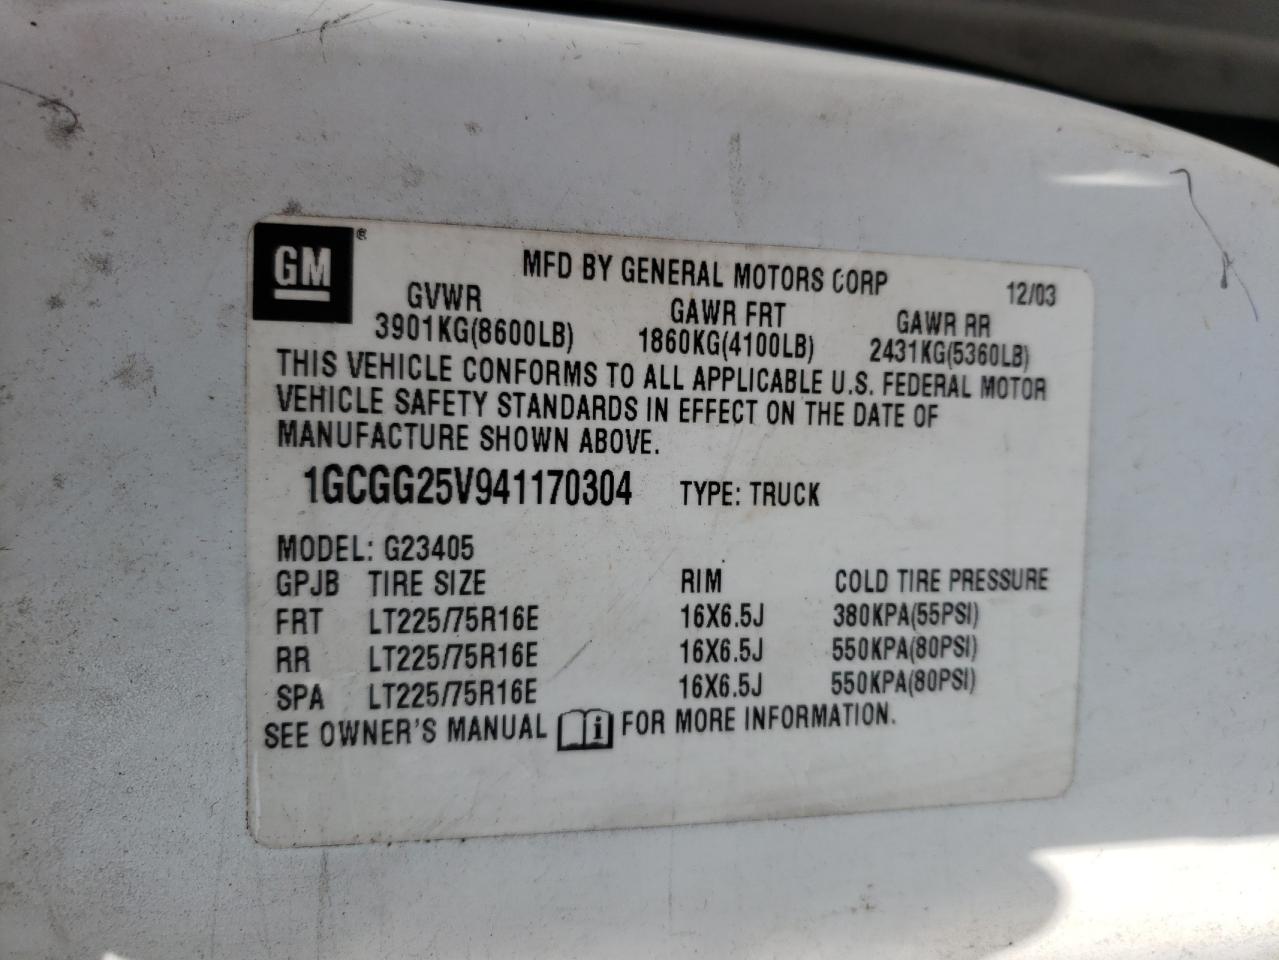 GM®
MFD BY GENERAL MOTORS CORP 12/03
GVWR GAWR FRT GAWR RR
3901KG(8600LB) 1860KG(4100LB) 2431KG(5360LB)
THIS VEHICLE CONFORMS TO ALL APPLICABLE U.S. FEDERAL MOTOR
VEHICLE SAFETY STANDARDS IN EFFECT ON THE DATE OF
MANUFACTURE SHOWN ABOVE.
1GCGG25V941170304 TYPE: TRUCK
MODEL: G23405
GPJB TIRE SIZE RIM COLD TIRE PRESSURE
FRT LT225/75R16E 16X6.5J 380KPA(55PSI)
RR LT225/75R16E 16X6.5J 550KPA(80PSI)
SPA LT225/75R16E 16X6.5J 550KPA(80PSI)
SEE OWNER'S MANUAL i FOR MORE INFORMATION.